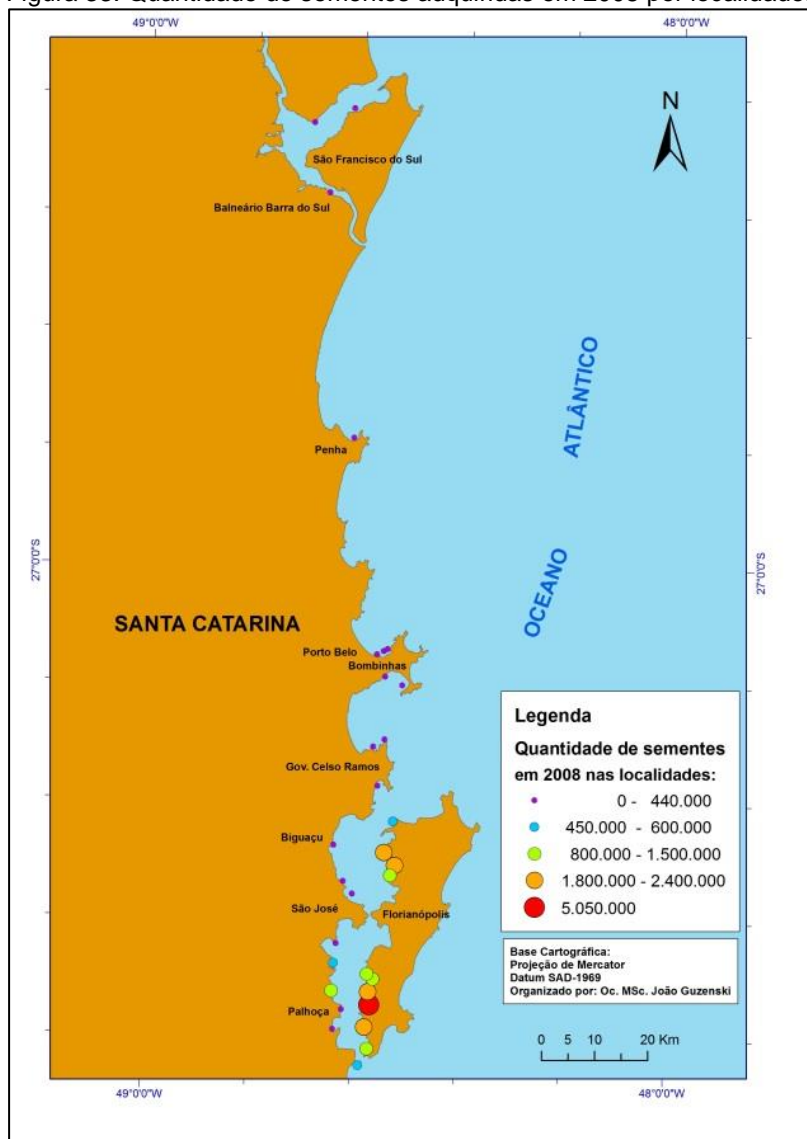 49°0'0"W
48°0'0"W
N
São Francisco do Sul
Balneário Barra do Sul
ATLÂNTICO
Penha
27°0'0"S
27°0'0"S
OCEANO
SANTA CATARINA
Porto Belo
Bombinhas
Legenda
Quantidade de sementes
em 2008 nas localidades:
0 - 440.000
450.000 - 600.000
800.000 - 1.500.000
1.800.000 - 2.400.000
5.050.000
Gov. Celso Ramos
Biguaçu
São José
Florianópolis
Base Cartográfica:
Projeção de Mercator
Datum SAD-1969
Organizado por: Oc. MSc. João Guzenski
Palhoça
0 5 10 20 Km
49°0'0"W
48°0'0"W